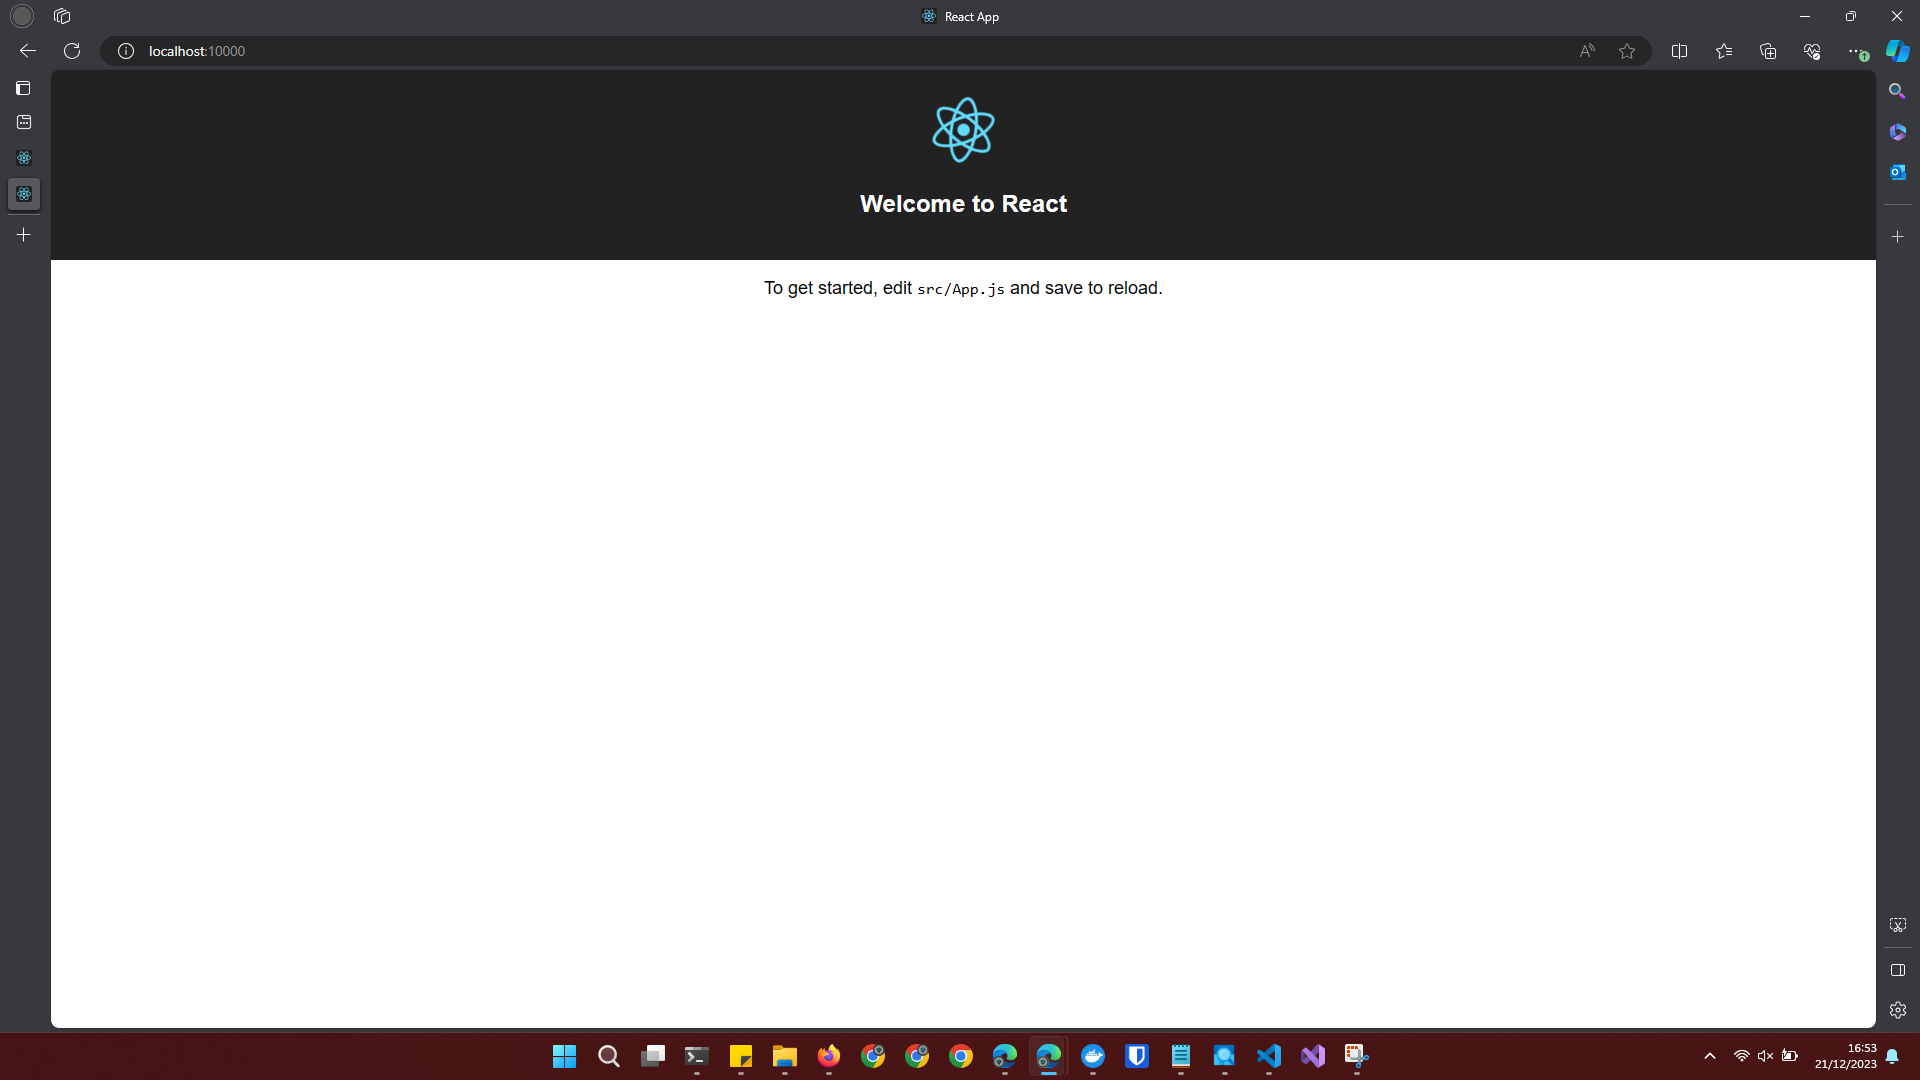 React App
localhost:10000
Welcome to React
To get started, edit src/App.js and save to reload.
16:53
21/12/2023